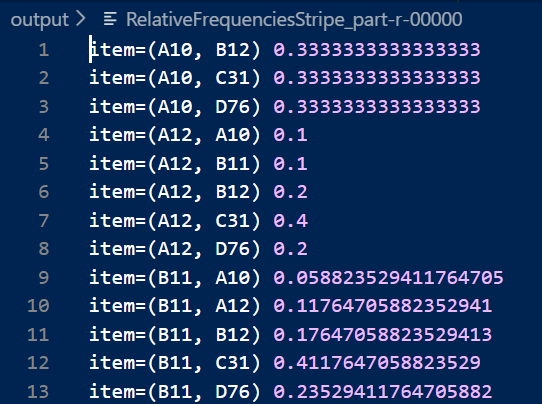 output > RelativeFrequenciesStripe_part-r-00000
1 item=(A10, B12) 0.3333333333333333
2 item=(A10, C31) 0.3333333333333333
3 item=(A10, D76) 0.3333333333333333
4 item=(A12, A10) 0.1
5 item=(A12, B11) 0.1
6 item=(A12, B12) 0.2
7 item=(A12, C31) 0.4
8 item=(A12, D76) 0.2
9 item=(B11, A10) 0.058823529411764705
10 item=(B11, A12) 0.11764705882352941
11 item=(B11, B12) 0.17647058823529413
12 item=(B11, C31) 0.4117647058823529
13 item=(B11, D76) 0.23529411764705882